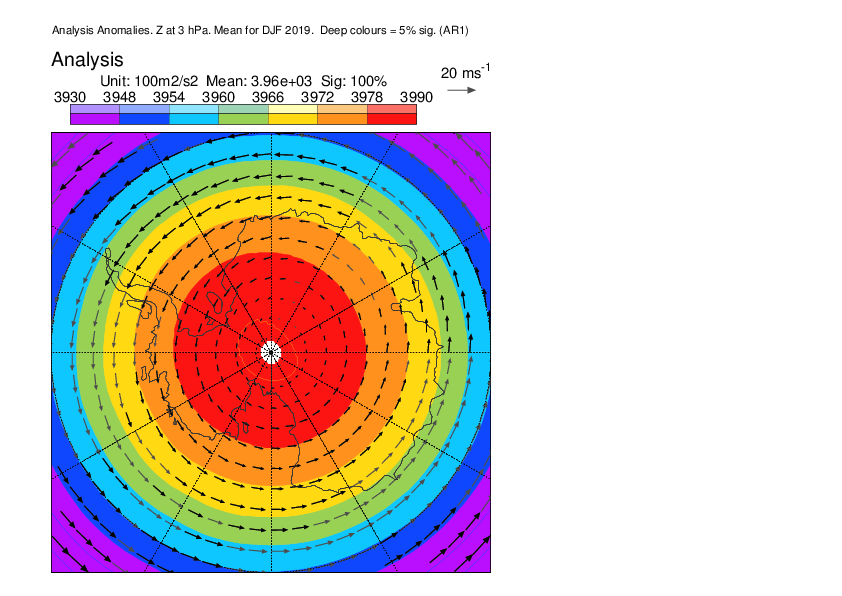 Analysis Anomalies. Z at 3 hPa. Mean for DJF 2019.  Deep colours = 5% sig. (AR1)
Analysis
20 ms-1
Unit: 100m2/s2  Mean: 3.96e+03  Sig: 100%
3930 3948 3954 3960 3966 3972 3978 3990